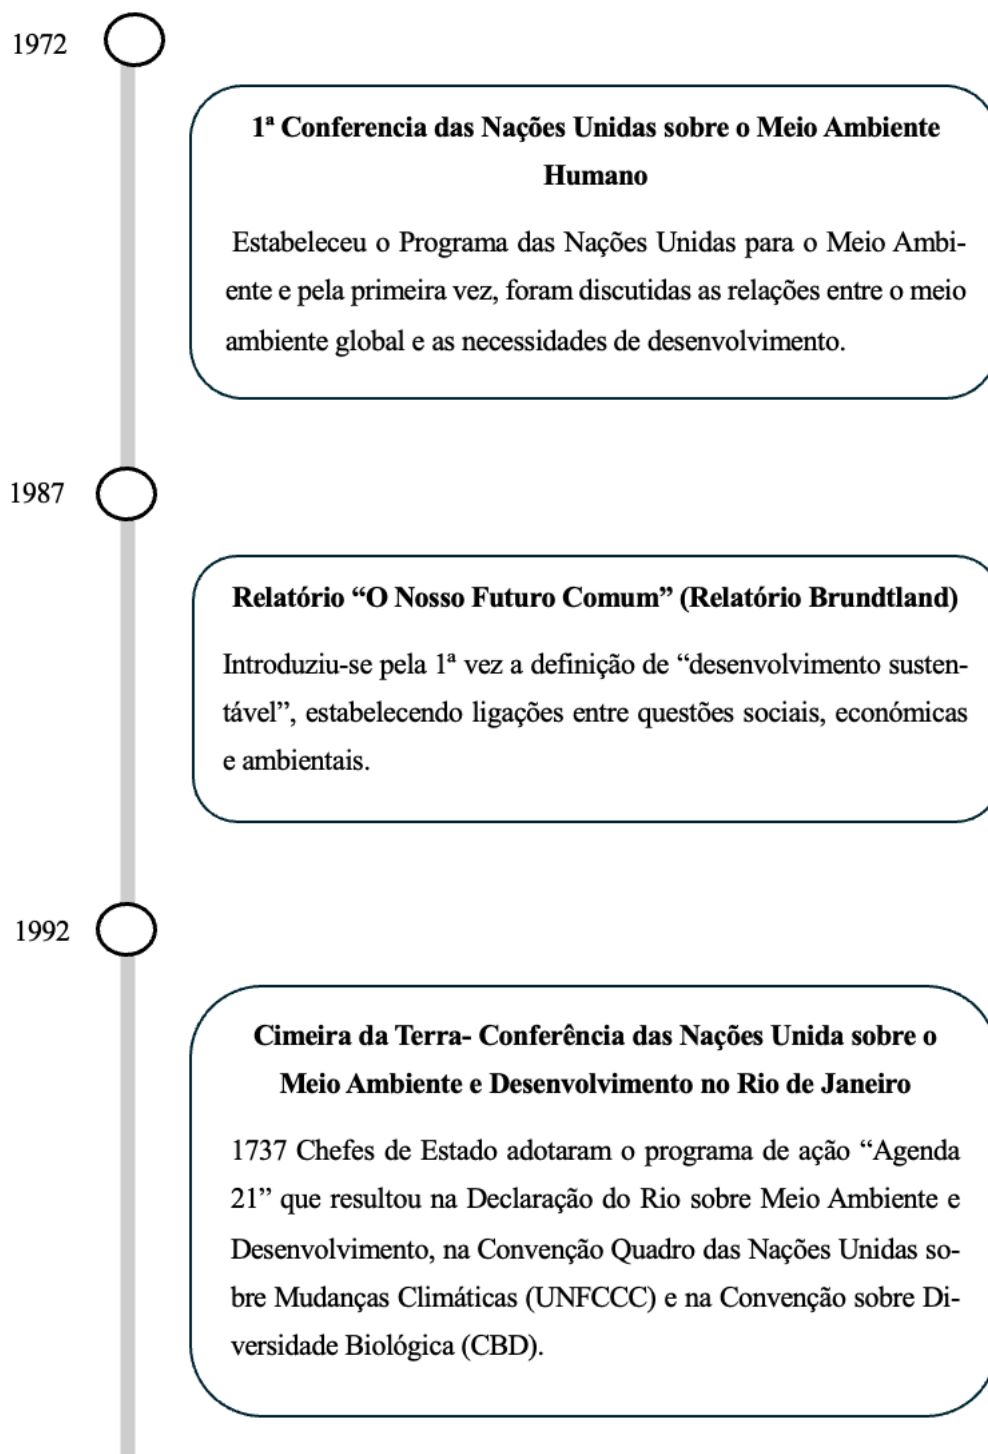 1972
1ª Conferencia das Nações Unidas sobre o Meio Ambiente
Humano
Estabeleceu o Programa das Nações Unidas para o Meio Ambi-
ente e pela primeira vez, foram discutidas as relações entre o meio
ambiente global e as necessidades de desenvolvimento.
1987
Relatório “O Nosso Futuro Comum” (Relatório Brundtland)
Introduziu-se pela 1ª vez a definição de “desenvolvimento susten-
tável”, estabelecendo ligações entre questões sociais, económicas
e ambientais.
1992
Cimeira da Terra- Conferência das Nações Unida sobre o
Meio Ambiente e Desenvolvimento no Rio de Janeiro
1737 Chefes de Estado adotaram o programa de ação “Agenda
21” que resultou na Declaração do Rio sobre Meio Ambiente e
Desenvolvimento, na Convenção Quadro das Nações Unidas so-
bre Mudanças Climáticas (UNFCCC) e na Convenção sobre Di-
versidade Biológica (CBD).